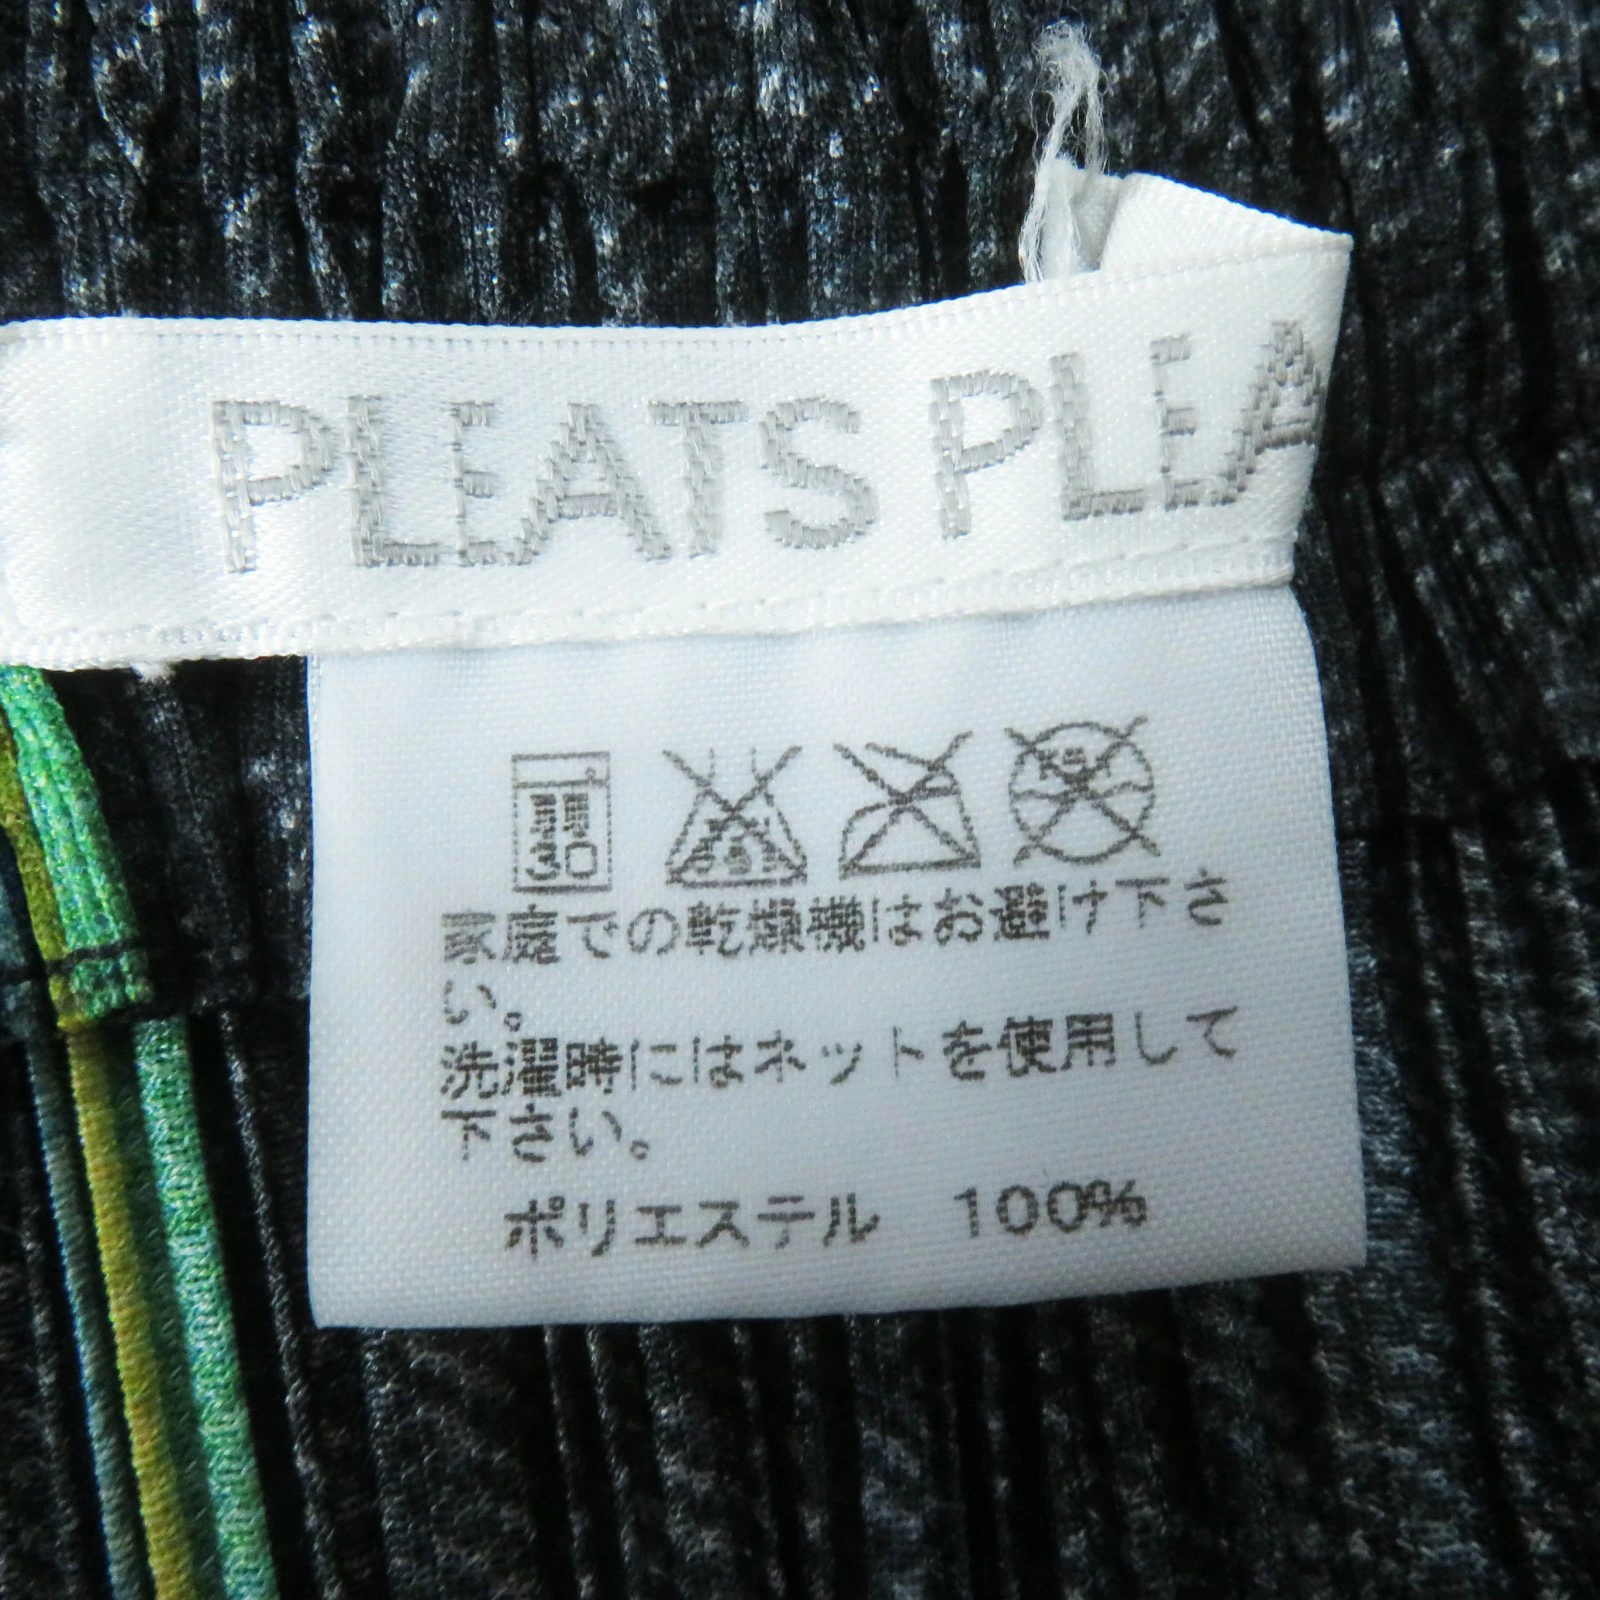 PLEATS PLEA
30
家庭での乾燥機はお避け下さ
い。
洗濯時にはネットを使用して
下さい。
ポリエステル 100%